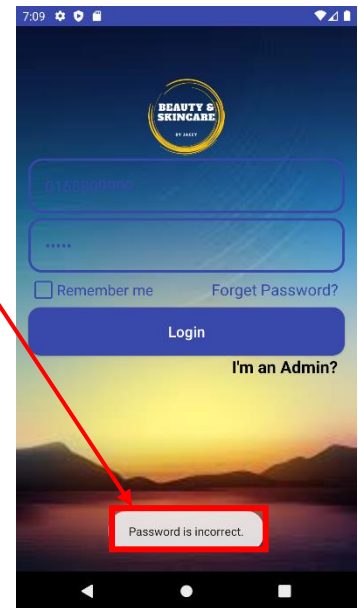 7:09
BEAUTY &
SKINCARE
BY JACEY
•••••
Remember me Forget Password?
Login
I'm an Admin?
Password is incorrect.